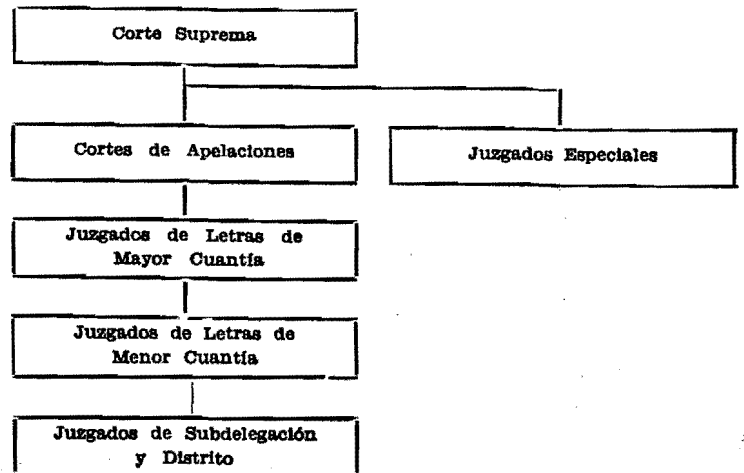 Corte Suprema
Cortes de Apelaciones
Juzgados Especiales
Juzgados de Letras de
Mayor Cuantía
Juzgados de Letras de
Menor Cuantía
Juzgados de Subdelegación
y Distrito